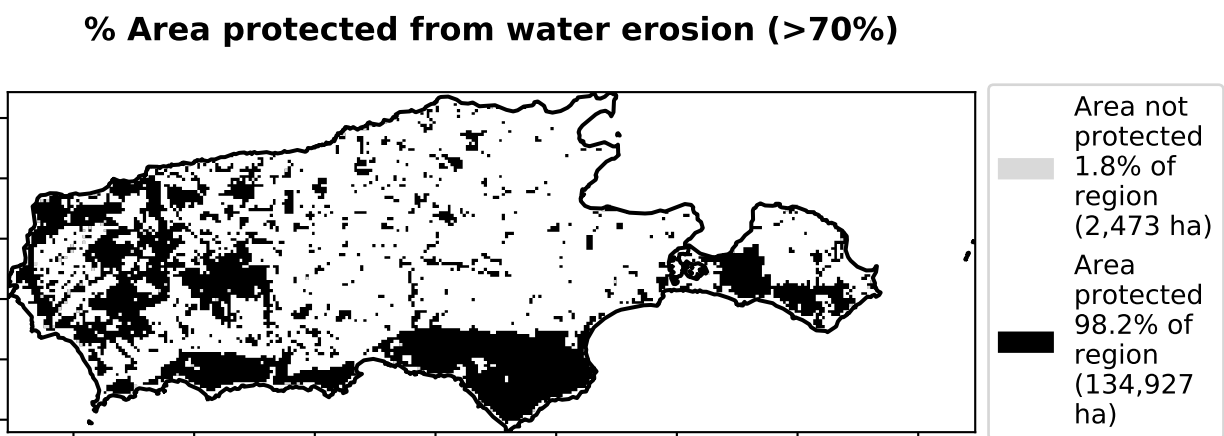 % Area protected from water erosion (>70%)
Area not
protected
1.8% of
region
(2,473 ha)
Area
protected
98.2% of
region
(134,927
ha)